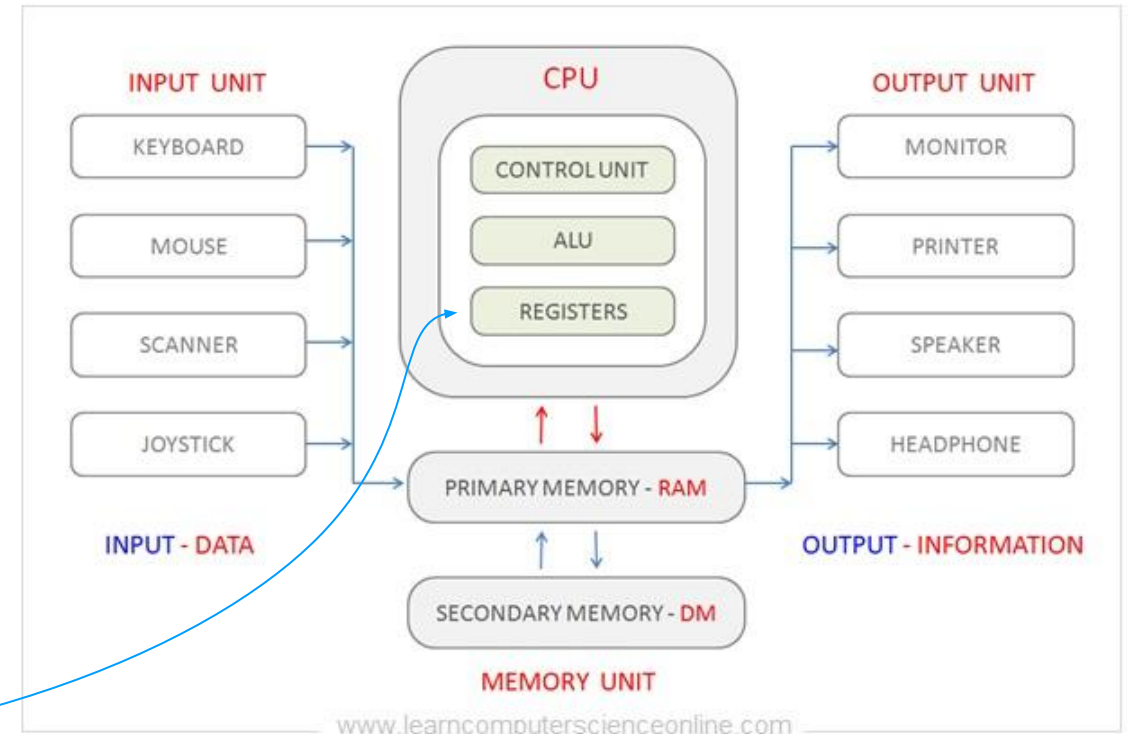 INPUT UNIT
KEYBOARD
MOUSE
SCANNER
JOYSTICK
INPUT - DATA
CPU
CONTROL UNIT
ALU
REGISTERS
PRIMARY MEMORY - RAM
SECONDARY MEMORY - DM
MEMORY UNIT
OUTPUT UNIT
MONITOR
PRINTER
SPEAKER
HEADPHONE
OUTPUT - INFORMATION
www.learncomputerscienceonline.com